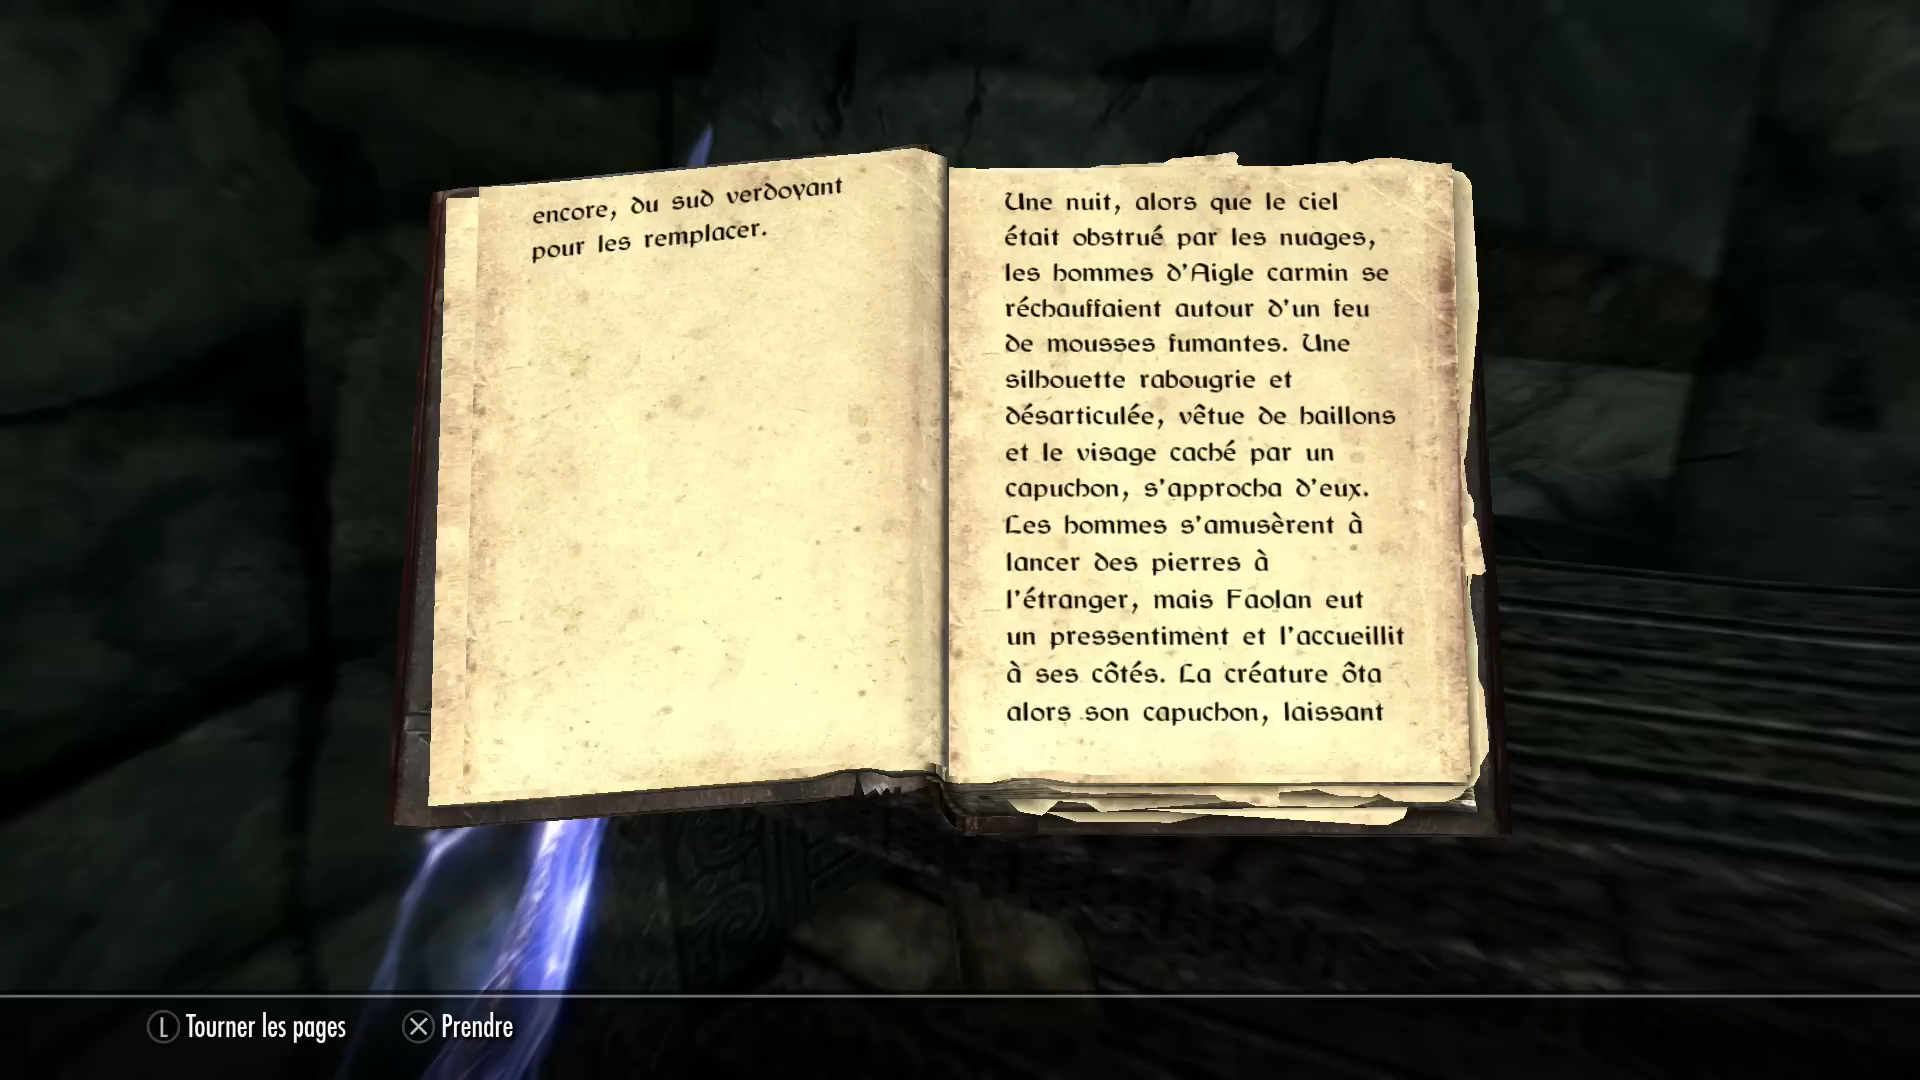 encore, du sud verdoyant
pour les remplacer.
Une nuit, alors que le ciel
était obstrué par les nuages,
les hommes d'Aigle carmin se
réchauffaient autour d'un feu
de mousses fumantes. Une
silhouette rabougrie et
désarticulée, vêtue de haillons
et le visage caché par un
capuchon, s'approcha d'eux.
Les hommes s'amusèrent à
lancer des pierres à
l'étranger, mais Faolan eut
un pressentiment et l'accueillit
à ses côtés. La créature ôta
alors son capuchon, laissant
L Tourner les pages
X Prendre